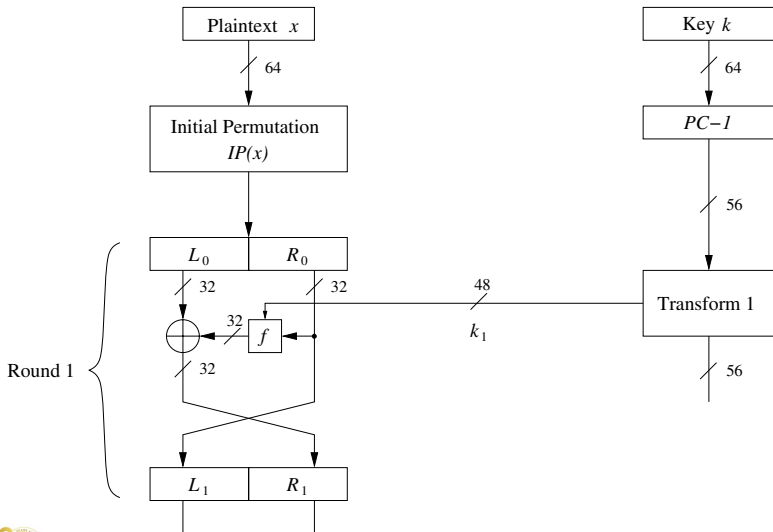 Plaintext x
Key k
64
64
Initial Permutation
IP(x)
PC−1
56
L0
R0
32
32
48
Transform 1
32
f
k1
Round 1
32
56
L1
R1